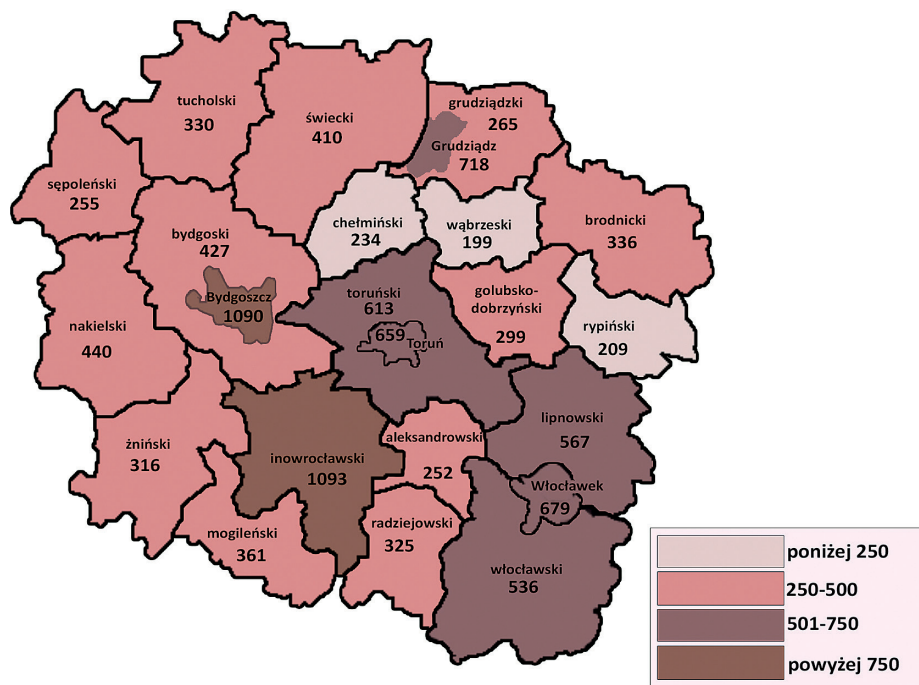 tucholski
330
świecki
410
grudziądzki
265
Grudziądz
718
sępoleński
255
bydgoski
427
chełmiński
234
wąbrzeski
199
brodnicki
336
Bydgoszcz
1090
toruński
613
659
Toruń
golubsko-
dobrzyński
299
rypiński
209
nakielski
440
żniński
316
inowrocławski
1093
aleksandrowski
252
lipnowski
567
Włocławek
679
mogileński
361
radziejowski
325
włocławski
536
poniżej 250
250-500
501-750
powyżej 750